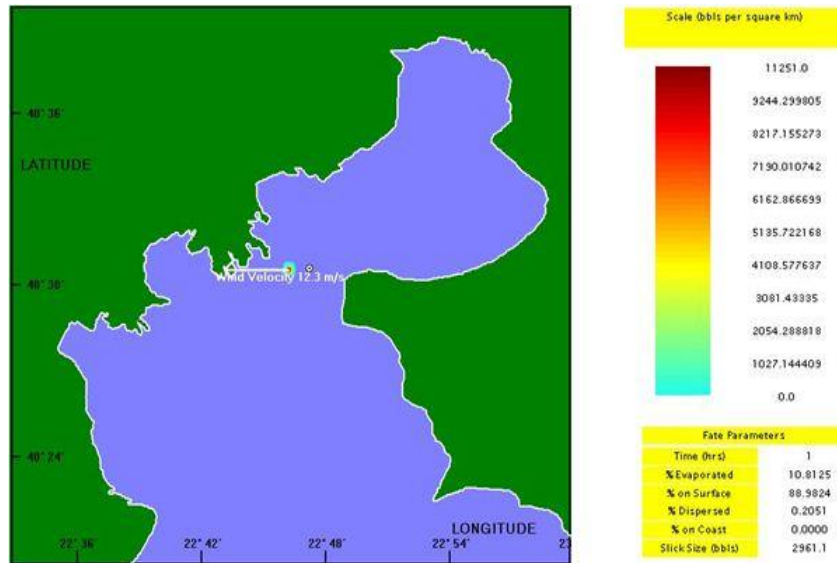 Scale (bbls per square km)
11251.0
9244.299805
8217.155273
7190.010742
6162.866699
5135.722168
4108.577637
3081.43335
2054.288818
1027.144409
0.0
40° 36'
LATITUDE
Wind Velocity 12.3 m/s
40° 30'
40° 24'
LONGITUDE
22° 36' 22° 42' 22° 48' 22° 54' 23
Fate Parameters
Time (hrs) 1
% Evaporated 10.8125
% on Surface 88.9824
% Dispersed 0.2051
% on Coast 0.0000
Slick Size (bbls) 2961.1